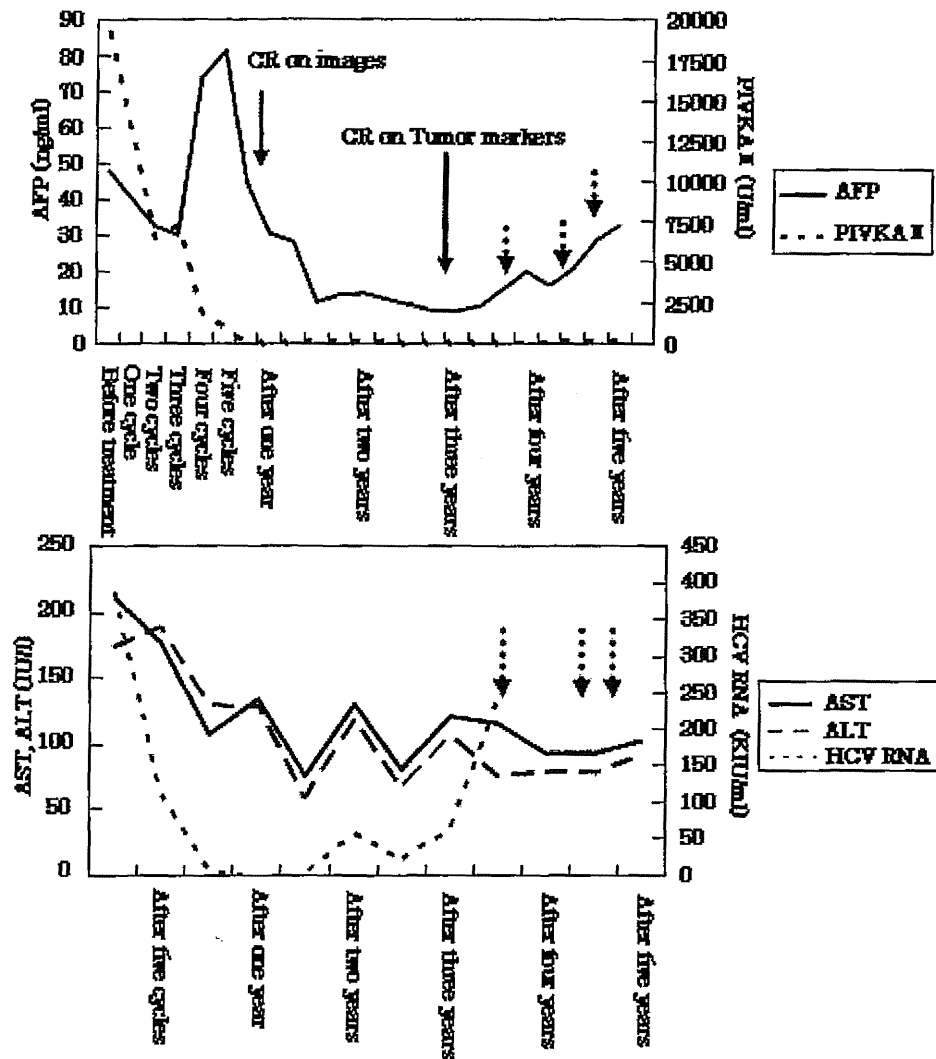 90
80
70
60
50
40
30
20
10
0
AFP (ng/ml)
CR on images
CR on Tumor markers
20000
17500
15000
12500
10000
7500
5000
2500
0
PIVKA II (U/ml)
AFP
PIVKA II
Before treatment
One cycle
Two cycles
Three cycles
Four cycles
Five cycles
After one year
After two years
After three years
After four years
After five years
250
200
150
100
50
0
AST, ALT (IU/l)
450
400
350
300
250
200
150
100
50
0
HCV RNA (KIU/ml)
AST
ALT
HCV RNA
After five cycles
After one year
After two years
After three years
After four years
After five years